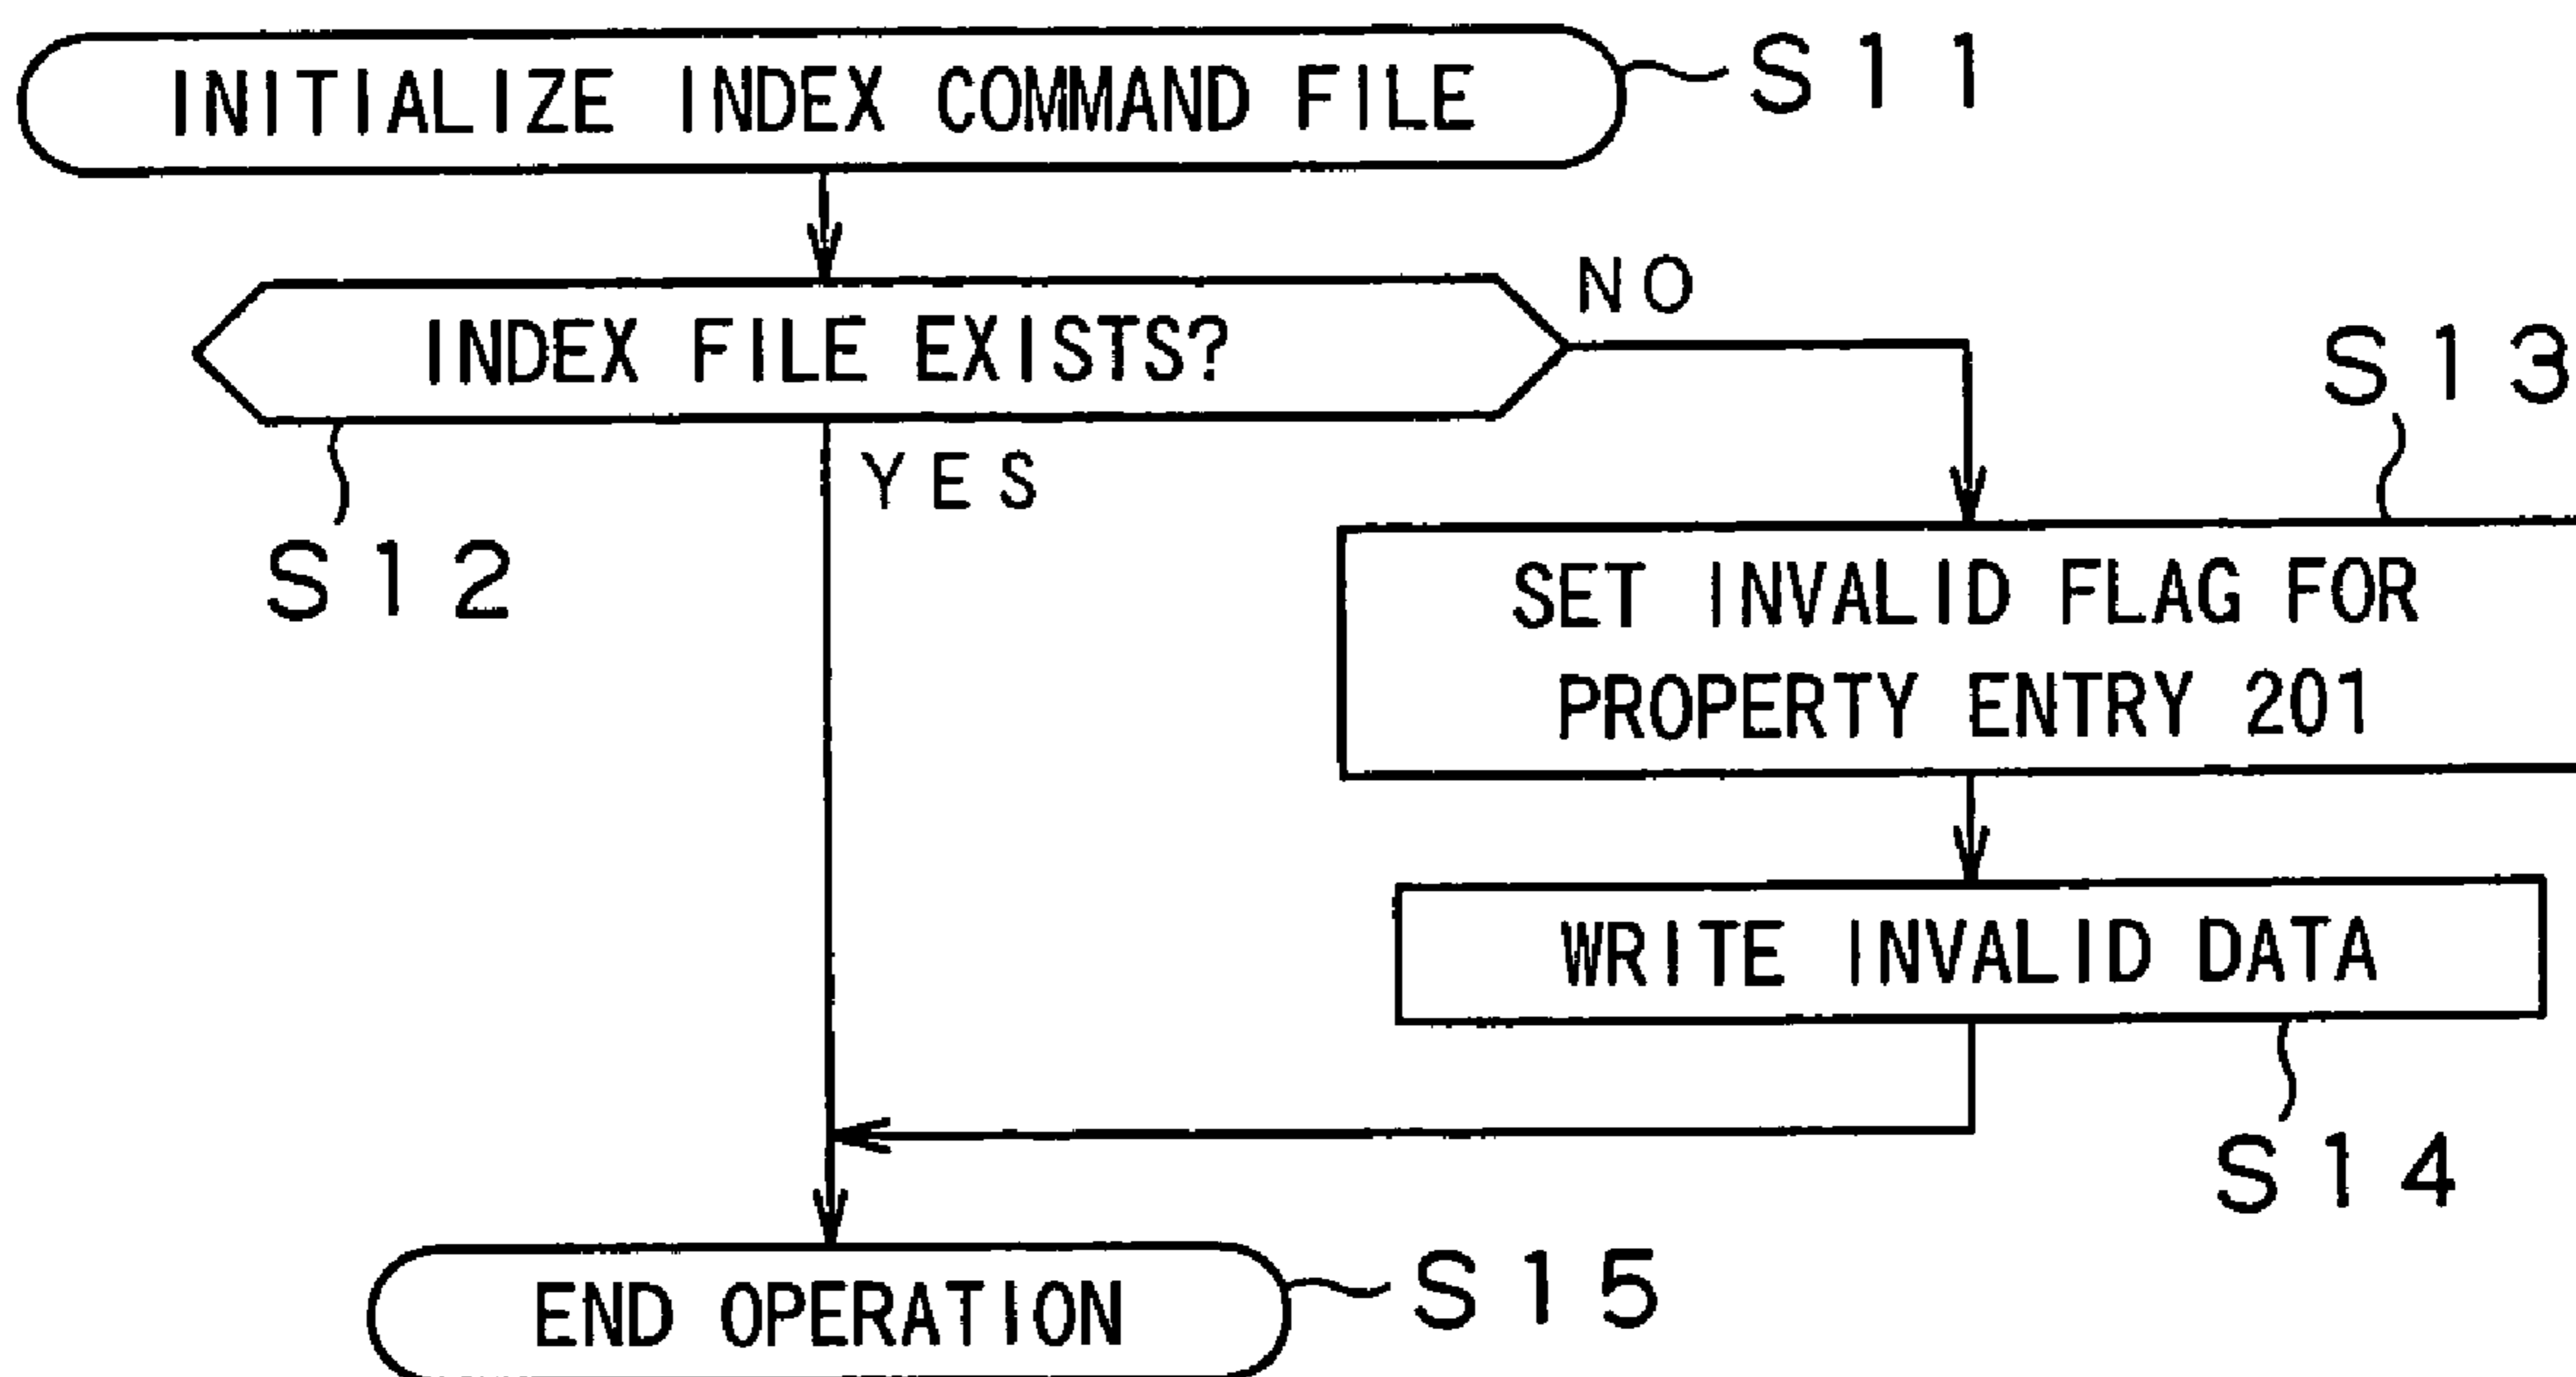 INITIALIZE INDEX COMMAND FILE
S11
INDEX FILE EXISTS?
NO
YES
S12
S13
SET INVALID FLAG FOR
PROPERTY ENTRY 201
WRITE INVALID DATA
S14
END OPERATION
S15